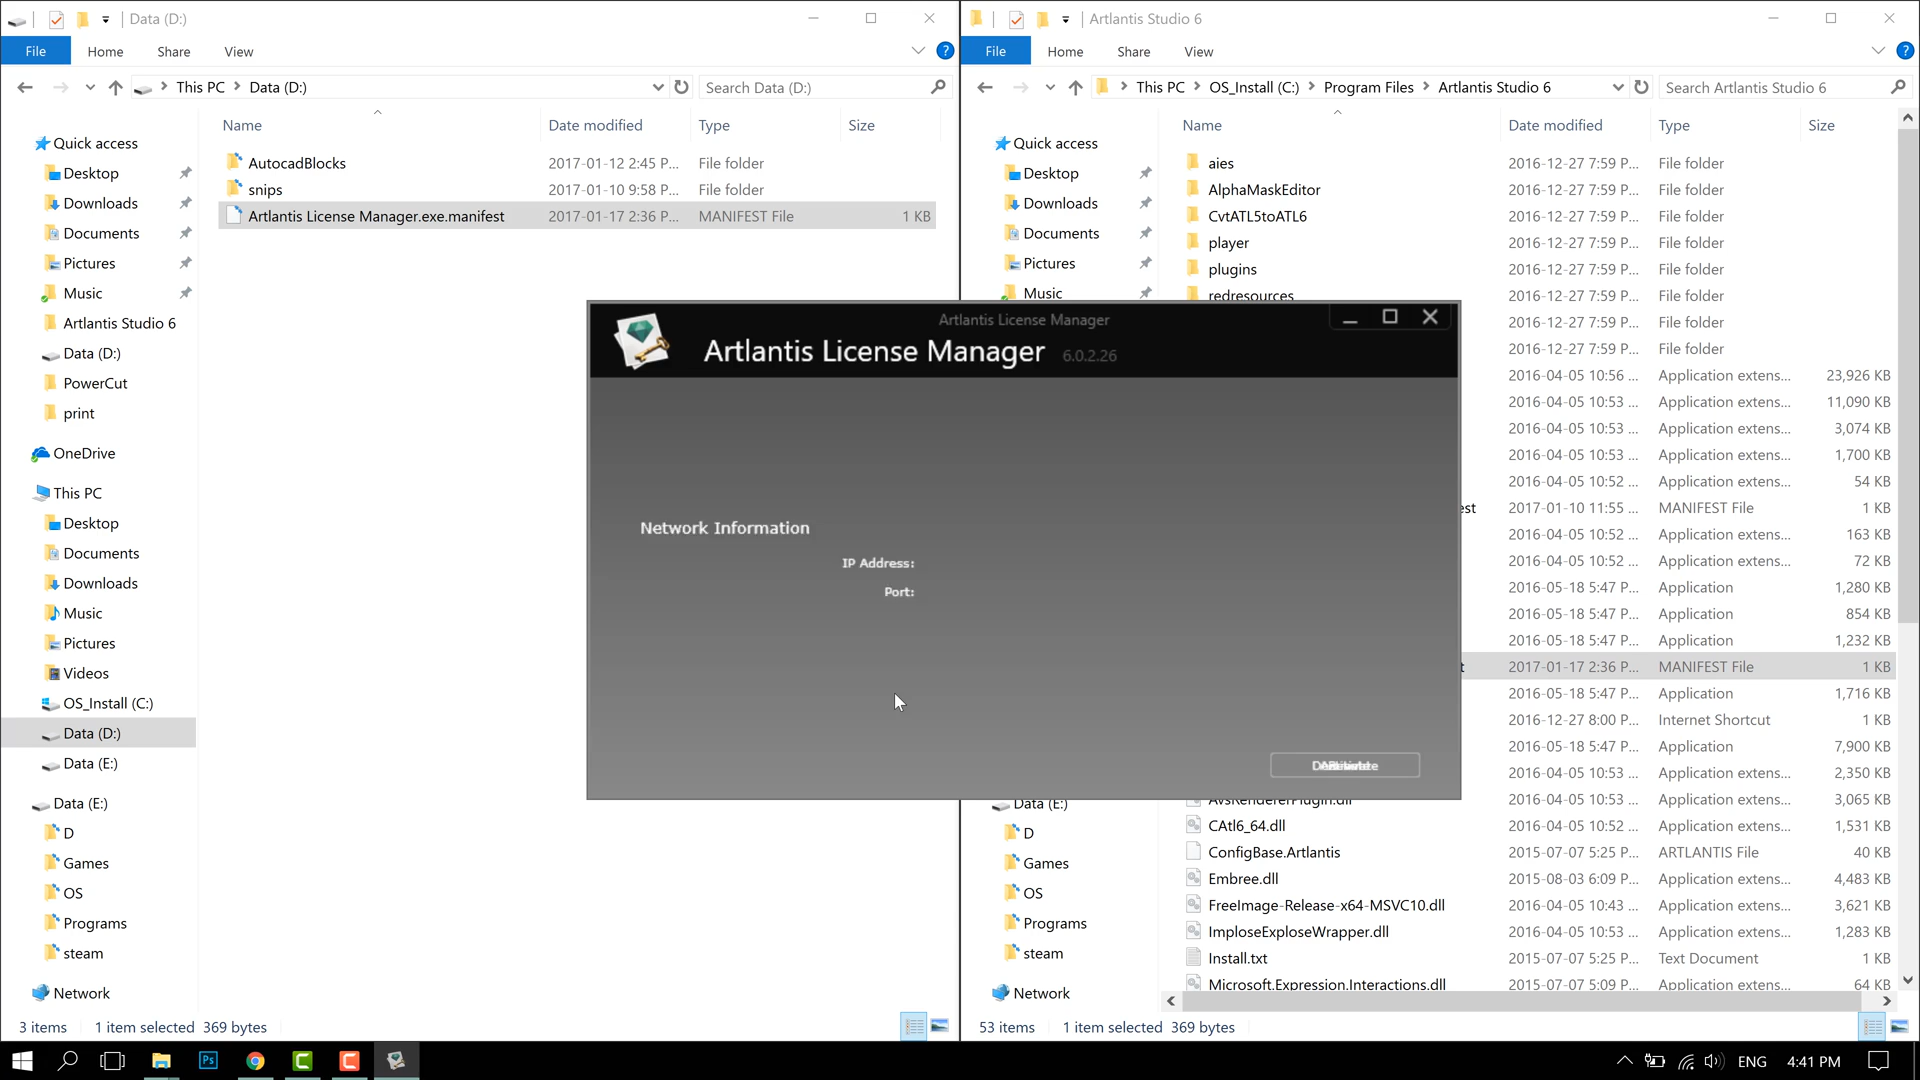 Data (D:)
File
Home
Share
View
This PC
Data (D:)
Search Data (D:)
Name
Date modified
Type
Size
Quick access
Desktop
Downloads
Documents
Pictures
Music
Artlantis Studio 6
Data (D:)
PowerCut
print
OneDrive
This PC
Desktop
Documents
Downloads
Music
Pictures
Videos
OS_Install (C:)
Data (D:)
Data (E:)
Data (E:)
D
Games
OS
Programs
steam
Network
AutocadBlocks 2017-01-12 2:45 P... File folder
snips 2017-01-10 9:58 P... File folder
Artlantis License Manager.exe.manifest 2017-01-17 2:36 P... MANIFEST File 1 KB
3 items 1 item selected 369 bytes
Artlantis Studio 6
File
Home
Share
View
This PC
OS_Install (C:)
Program Files
Artlantis Studio 6
Search Artlantis Studio 6
Name
Date modified
Type
Size
Quick access
Desktop
Downloads
Documents
Pictures
Music
Data (E:)
D
Games
OS
Programs
steam
Network
aies 2016-12-27 7:59 P... File folder
AlphaMaskEditor 2016-12-27 7:59 P... File folder
CvtATL5toATL6 2016-12-27 7:59 P... File folder
player 2016-12-27 7:59 P... File folder
plugins 2016-12-27 7:59 P... File folder
redresources 2016-12-27 7:59 P... File folder
2016-12-27 7:59 P... File folder
2016-12-27 7:59 P... File folder
2016-04-05 10:56 ... Application extens... 23,926 KB
2016-04-05 10:53 ... Application extens... 11,090 KB
2016-04-05 10:53 ... Application extens... 3,074 KB
2016-04-05 10:53 ... Application extens... 1,700 KB
2016-04-05 10:52 ... Application extens... 54 KB
est 2017-01-10 11:55 ... MANIFEST File 1 KB
2016-04-05 10:52 ... Application extens... 163 KB
2016-04-05 10:52 ... Application extens... 72 KB
2016-05-18 5:47 P... Application 1,280 KB
2016-05-18 5:47 P... Application 854 KB
2016-05-18 5:47 P... Application 1,232 KB
t 2017-01-17 2:36 P... MANIFEST File 1 KB
2016-05-18 5:47 P... Application 1,716 KB
2016-12-27 8:00 P... Internet Shortcut 1 KB
2016-05-18 5:47 P... Application 7,900 KB
2016-04-05 10:53 ... Application extens... 2,350 KB
AvsRendererPlugin.dll 2016-04-05 10:53 ... Application extens... 3,065 KB
CAtl6_64.dll 2016-04-05 10:52 ... Application extens... 1,531 KB
ConfigBase.Artlantis 2015-07-07 5:25 P... ARTLANTIS File 40 KB
Embree.dll 2015-08-03 6:09 P... Application extens... 4,483 KB
FreeImage-Release-x64-MSVC10.dll 2016-04-05 10:43 ... Application extens... 3,621 KB
ImploseExploseWrapper.dll 2016-04-05 10:53 ... Application extens... 1,283 KB
Install.txt 2015-07-07 5:25 P... Text Document 1 KB
Microsoft.Expression.Interactions.dll 2015-07-07 5:09 P... Application extens... 64 KB
53 items 1 item selected 369 bytes
Artlantis License Manager
Artlantis License Manager 6.0.2.26
Network Information
IP Address:
Port:
Ps
ENG
4:41 PM